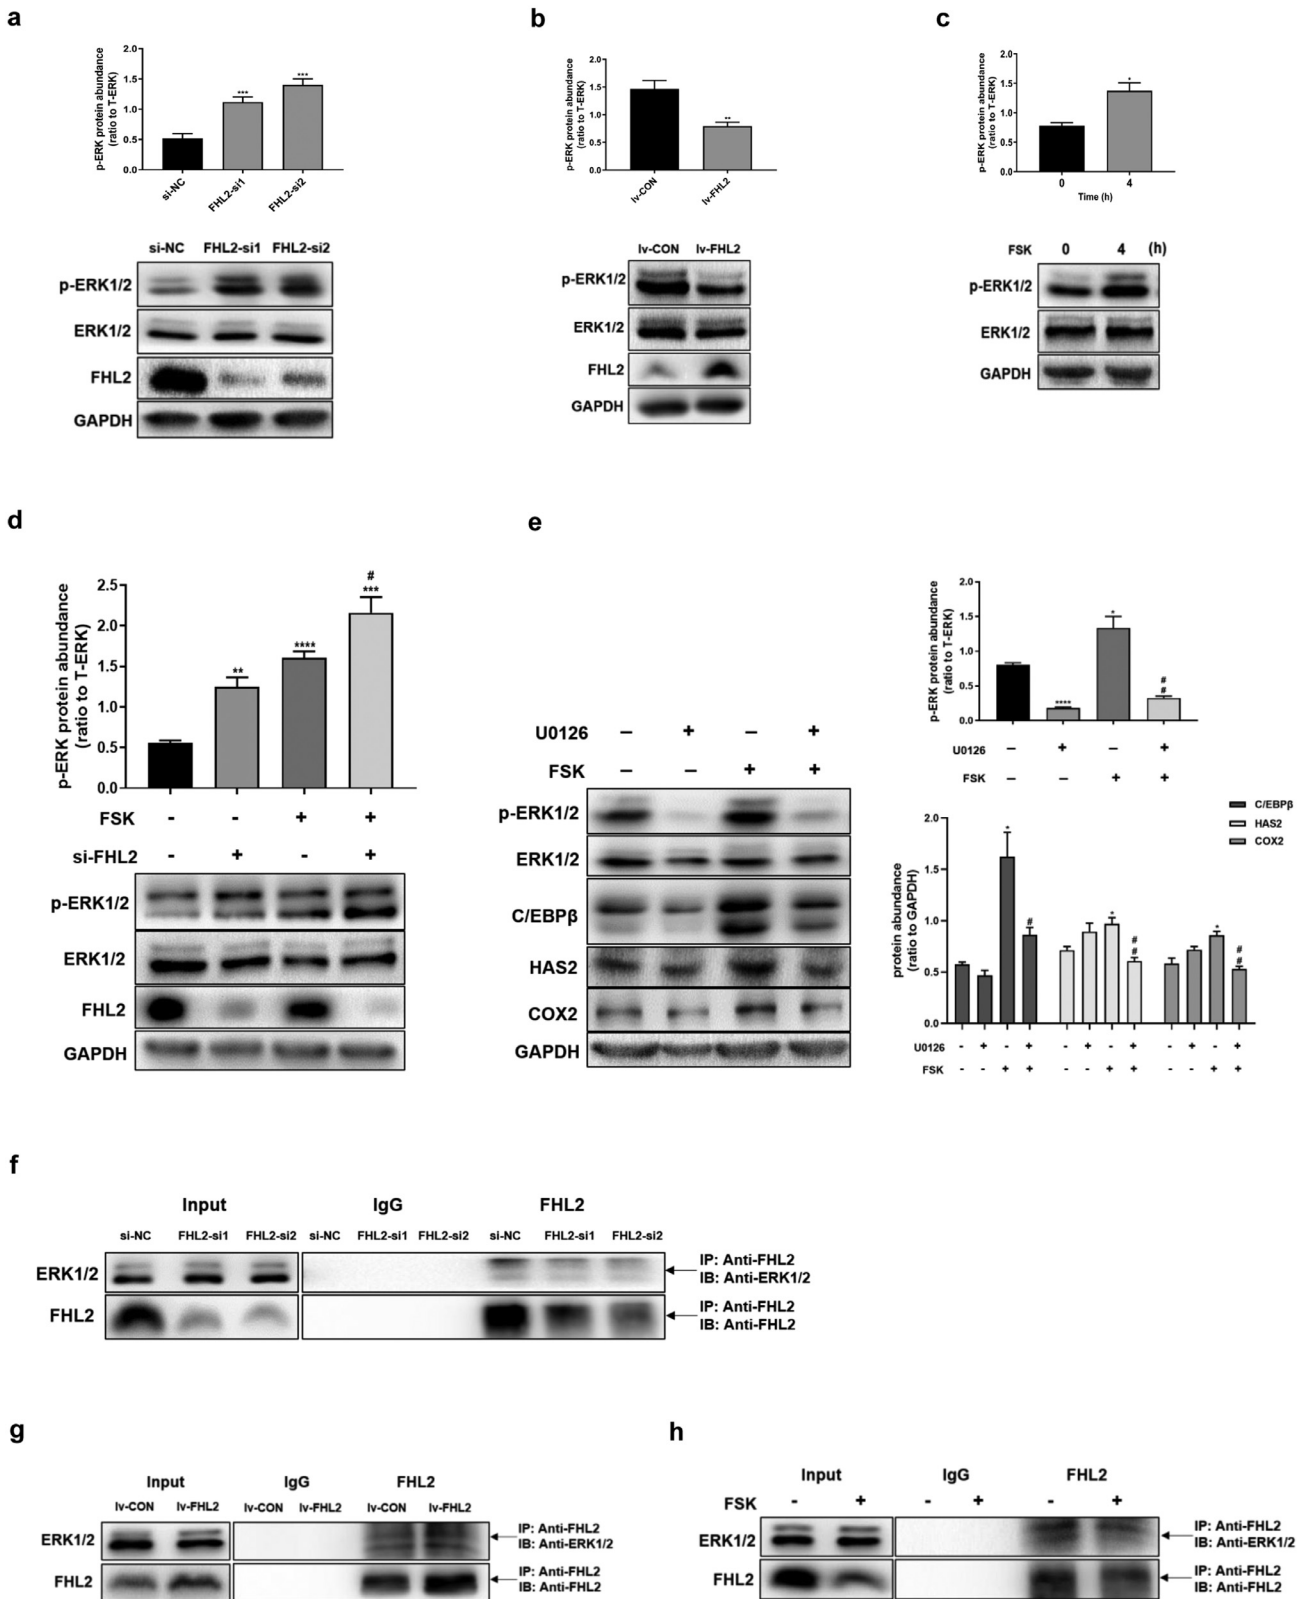 a
p-ERK protein abundance
(ratio to T-ERK)
2.0
1.5
1.0
0.5
0.0
***
***
si-NC
FHL2-si1
FHL2-si2
si-NC FHL2-si1 FHL2-si2
p-ERK1/2
ERK1/2
FHL2
GAPDH
b
p-ERK protein abundance
(ratio to T-ERK)
2.0
1.5
1.0
0.5
0.0
**
lv-CON
lv-FHL2
lv-CON lv-FHL2
p-ERK1/2
ERK1/2
FHL2
GAPDH
c
p-ERK protein abundance
(ratio to T-ERK)
2.0
1.5
1.0
0.5
0.0
*
0 4
Time (h)
FSK 0 4 (h)
p-ERK1/2
ERK1/2
GAPDH
d
p-ERK protein abundance
(ratio to T-ERK)
2.5
2.0
1.5
1.0
0.5
0.0
**
****
#
***
FSK - - + +
si-FHL2 - + - +
p-ERK1/2
ERK1/2
FHL2
GAPDH
e
U0126 – + – +
FSK – – + +
p-ERK1/2
ERK1/2
C/EBPβ
HAS2
COX2
GAPDH
p-ERK protein abundance
(ratio to T-ERK)
2.0
1.5
1.0
0.5
0.0
****
*
#
#
U0126 – + – +
FSK – – + +
C/EBPβ
HAS2
COX2
protein abundance
(ratio to GAPDH)
2.0
1.5
1.0
0.5
0.0
*
#
*
#
#
*
#
#
U0126 - + - + - + - + - + - +
FSK - - + + - - + + - - + +
f
Input IgG FHL2
si-NC FHL2-si1 FHL2-si2 si-NC FHL2-si1 FHL2-si2 si-NC FHL2-si1 FHL2-si2
ERK1/2
IP: Anti-FHL2
IB: Anti-ERK1/2
FHL2
IP: Anti-FHL2
IB: Anti-FHL2
g
Input IgG FHL2
lv-CON lv-FHL2 lv-CON lv-FHL2 lv-CON lv-FHL2
ERK1/2
IP: Anti-FHL2
IB: Anti-ERK1/2
FHL2
IP: Anti-FHL2
IB: Anti-FHL2
h
Input IgG FHL2
FSK - + - + - +
ERK1/2
IP: Anti-FHL2
IB: Anti-ERK1/2
FHL2
IP: Anti-FHL2
IB: Anti-FHL2